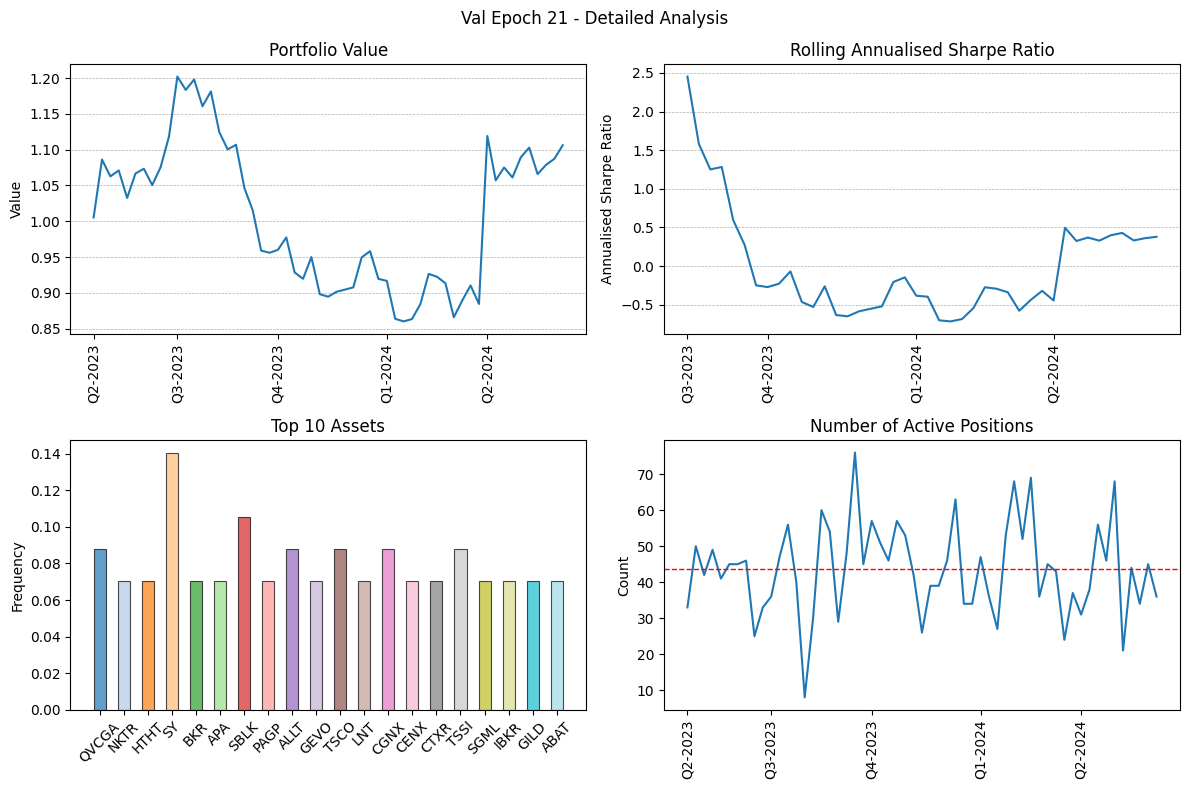 Val Epoch 21 - Detailed Analysis
Portfolio Value
Value
1.20
1.15
1.10
1.05
1.00
0.95
0.90
0.85
Q2-2023
Q3-2023
Q4-2023
Q1-2024
Q2-2024
Rolling Annualised Sharpe Ratio
Annualised Sharpe Ratio
2.5
2.0
1.5
1.0
0.5
0.0
−0.5
Q3-2023
Q4-2023
Q1-2024
Q2-2024
Top 10 Assets
Frequency
0.14
0.12
0.10
0.08
0.06
0.04
0.02
0.00
QVCGA
NKTR
HTHT
SY
BKR
APA
SBLK
PAGP
ALLT
GEVO
TSCO
LNT
CGNX
CENX
CTXR
TSSI
SGML
IBKR
GILD
ABAT
Number of Active Positions
Count
70
60
50
40
30
20
10
Q2-2023
Q3-2023
Q4-2023
Q1-2024
Q2-2024